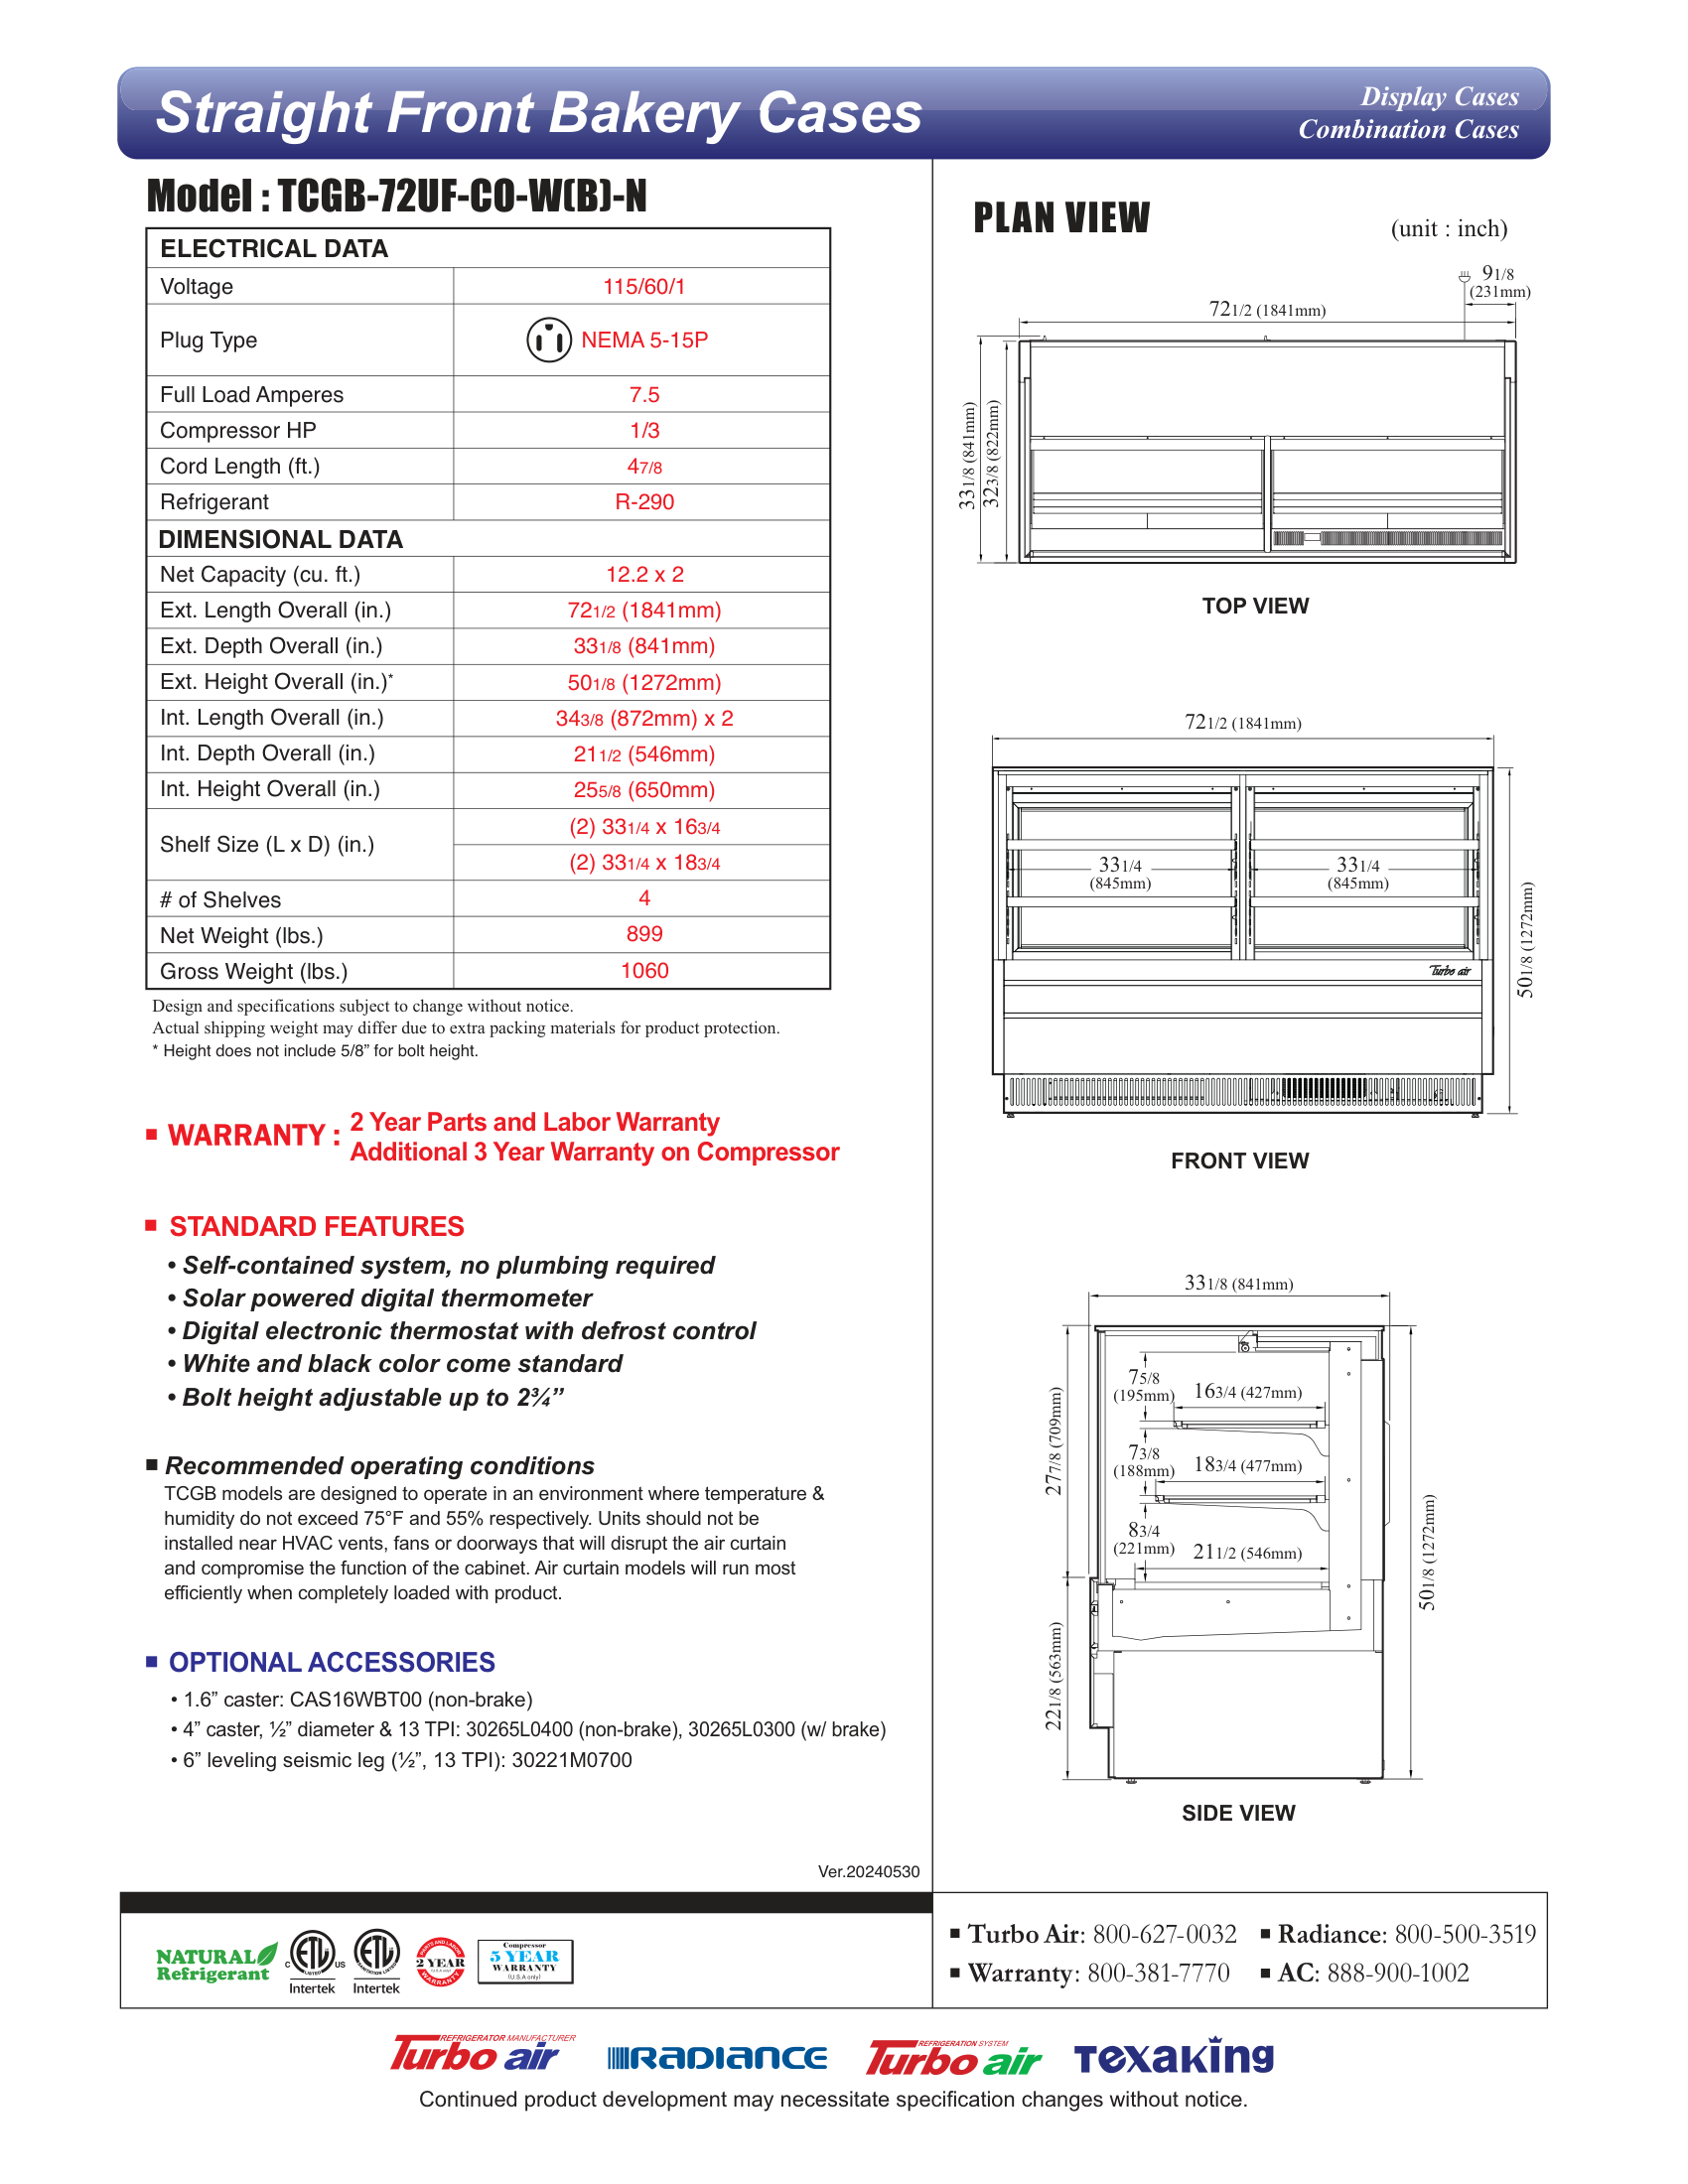 Straight Front Bakery Cases
Display Cases
Combination Cases
Model : TCGB-72UF-CO-W(B)-N
ELECTRICAL DATA
Voltage 115/60/1
Plug Type NEMA 5-15P
Full Load Amperes 7.5
Compressor HP 1/3
Cord Length (ft.) 47/8
Refrigerant R-290
DIMENSIONAL DATA
Net Capacity (cu. ft.) 12.2 x 2
Ext. Length Overall (in.) 721/2 (1841mm)
Ext. Depth Overall (in.) 331/8 (841mm)
Ext. Height Overall (in.)* 501/8 (1272mm)
Int. Length Overall (in.) 343/8 (872mm) x 2
Int. Depth Overall (in.) 211/2 (546mm)
Int. Height Overall (in.) 255/8 (650mm)
Shelf Size (L x D) (in.) (2) 331/4 x 163/4
(2) 331/4 x 183/4
# of Shelves 4
Net Weight (lbs.) 899
Gross Weight (lbs.) 1060
Design and specifications subject to change without notice.
Actual shipping weight may differ due to extra packing materials for product protection.
* Height does not include 5/8” for bolt height.
■ WARRANTY : 2 Year Parts and Labor Warranty
Additional 3 Year Warranty on Compressor
■ STANDARD FEATURES
• Self-contained system, no plumbing required
• Solar powered digital thermometer
• Digital electronic thermostat with defrost control
• White and black color come standard
• Bolt height adjustable up to 2¾”
■ Recommended operating conditions
TCGB models are designed to operate in an environment where temperature &
humidity do not exceed 75°F and 55% respectively. Units should not be
installed near HVAC vents, fans or doorways that will disrupt the air curtain
and compromise the function of the cabinet. Air curtain models will run most
efficiently when completely loaded with product.
■ OPTIONAL ACCESSORIES
• 1.6” caster: CAS16WBT00 (non-brake)
• 4” caster, ½” diameter & 13 TPI: 30265L0400 (non-brake), 30265L0300 (w/ brake)
• 6” leveling seismic leg (½”, 13 TPI): 30221M0700
Ver.20240530
PLAN VIEW
(unit : inch)
91/8
(231mm)
721/2 (1841mm)
331/8 (841mm)
323/8 (822mm)
TOP VIEW
721/2 (1841mm)
331/4
(845mm)
331/4
(845mm)
Turbo air
501/8 (1272mm)
FRONT VIEW
331/8 (841mm)
75/8
(195mm)
163/4 (427mm)
277/8 (709mm)
73/8
(188mm)
183/4 (477mm)
83/4
(221mm)
211/2 (546mm)
501/8 (1272mm)
221/8 (563mm)
SIDE VIEW
NATURAL
Refrigerant
C ETL US
LISTED
Intertek
ETL
SANITATION LISTED
Intertek
PARTS AND LABOR
2 YEAR
WARRANTY
Compressor
5 YEAR
WARRANTY
(U.S.A only)
■ Turbo Air: 800-627-0032 ■ Radiance: 800-500-3519
■ Warranty: 800-381-7770 ■ AC: 888-900-1002
REFRIGERATOR MANUFACTURER
Turbo air
RADIANCE
REFRIGERATION SYSTEM
Turbo air
Texaking
Continued product development may necessitate specification changes without notice.